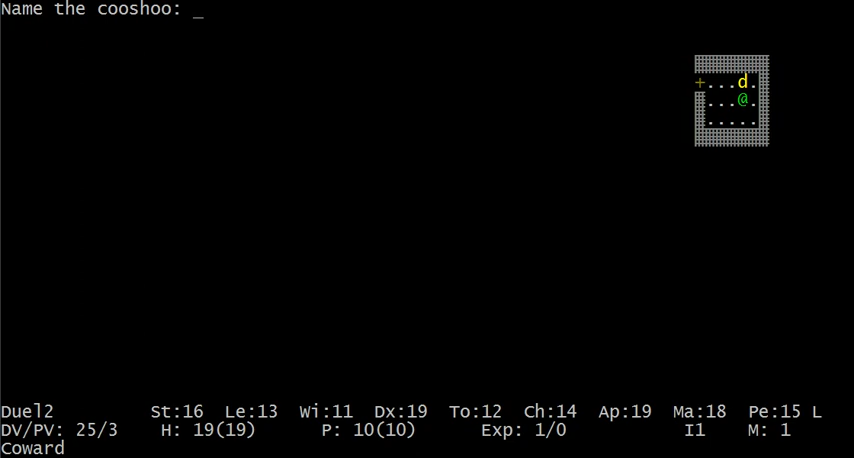 Name the cooshoo: _
+...d.
...@.
.....
Duel2 St:16 Le:13 Wi:11 Dx:19 To:12 Ch:14 Ap:19 Ma:18 Pe:15 L
DV/PV: 25/3 H: 19(19) P: 10(10) Exp: 1/0 I1 M: 1
Coward